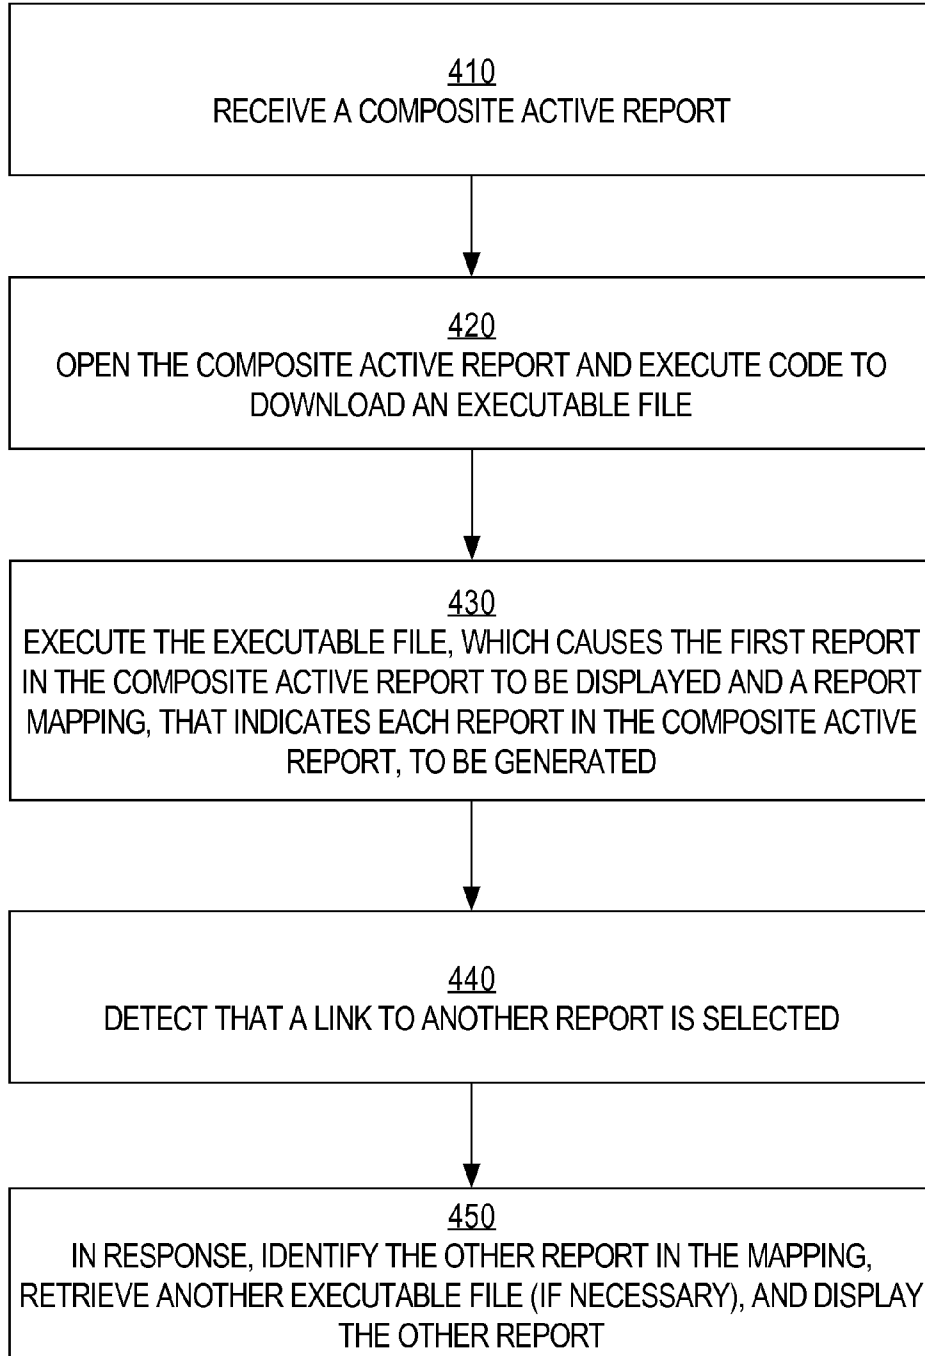 410
RECEIVE A COMPOSITE ACTIVE REPORT
420
OPEN THE COMPOSITE ACTIVE REPORT AND EXECUTE CODE TO
DOWNLOAD AN EXECUTABLE FILE
430
EXECUTE THE EXECUTABLE FILE, WHICH CAUSES THE FIRST REPORT
IN THE COMPOSITE ACTIVE REPORT TO BE DISPLAYED AND A REPORT
MAPPING, THAT INDICATES EACH REPORT IN THE COMPOSITE ACTIVE
REPORT, TO BE GENERATED
440
DETECT THAT A LINK TO ANOTHER REPORT IS SELECTED
450
IN RESPONSE, IDENTIFY THE OTHER REPORT IN THE MAPPING,
RETRIEVE ANOTHER EXECUTABLE FILE (IF NECESSARY), AND DISPLAY
THE OTHER REPORT